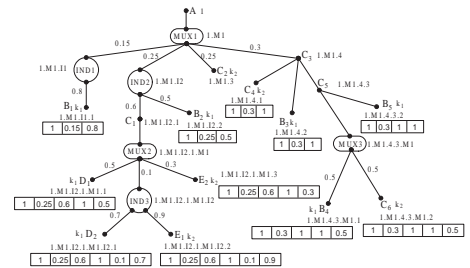 A 1
MUX1 1.M1
0.15 0.25 0.25 0.3
IND1 1.M1.I1
IND2 1.M1.I2
C2 k2
1.M1.3
C3 1.M1.4
0.8
B1 k1
1.M1.I1.1
1 0.15 0.8
0.6 0.5
C1 1.M1.I2.1
B2 k2
1.M1.I2.2
1 0.25 0.5
C4 k2
1.M1.4.1
1 0.3 1
B3 k1
1.M1.4.2
1 0.3 1
C5 1.M1.4.3
B5 k1
1.M1.4.3.2
1 0.3 1 1
MUX2 1.M1.I2.1.M1
MUX3
1.M1.4.3.M1
0.5 0.1 0.3
0.5 0.5
k1 D1
1.M1.I2.1.M1.1
1 0.25 0.6 1 0.5
E2 k2
1.M1.I2.1.M1.3
1 0.25 0.6 1 0.3
IND3 1.M1.I2.1.M1.I2
0.7 0.9
k1 B4
1.M1.4.3.M1.1
1 0.3 1 1 0.5
C6 k2
1.M1.4.3.M1.2
1 0.3 1 1 0.5
k1 D2
1.M1.I2.1.M1.I2.1
1 0.25 0.6 1 0.1 0.7
E1 k2
1.M1.I2.1.M1.I2.2
1 0.25 0.6 1 0.1 0.9